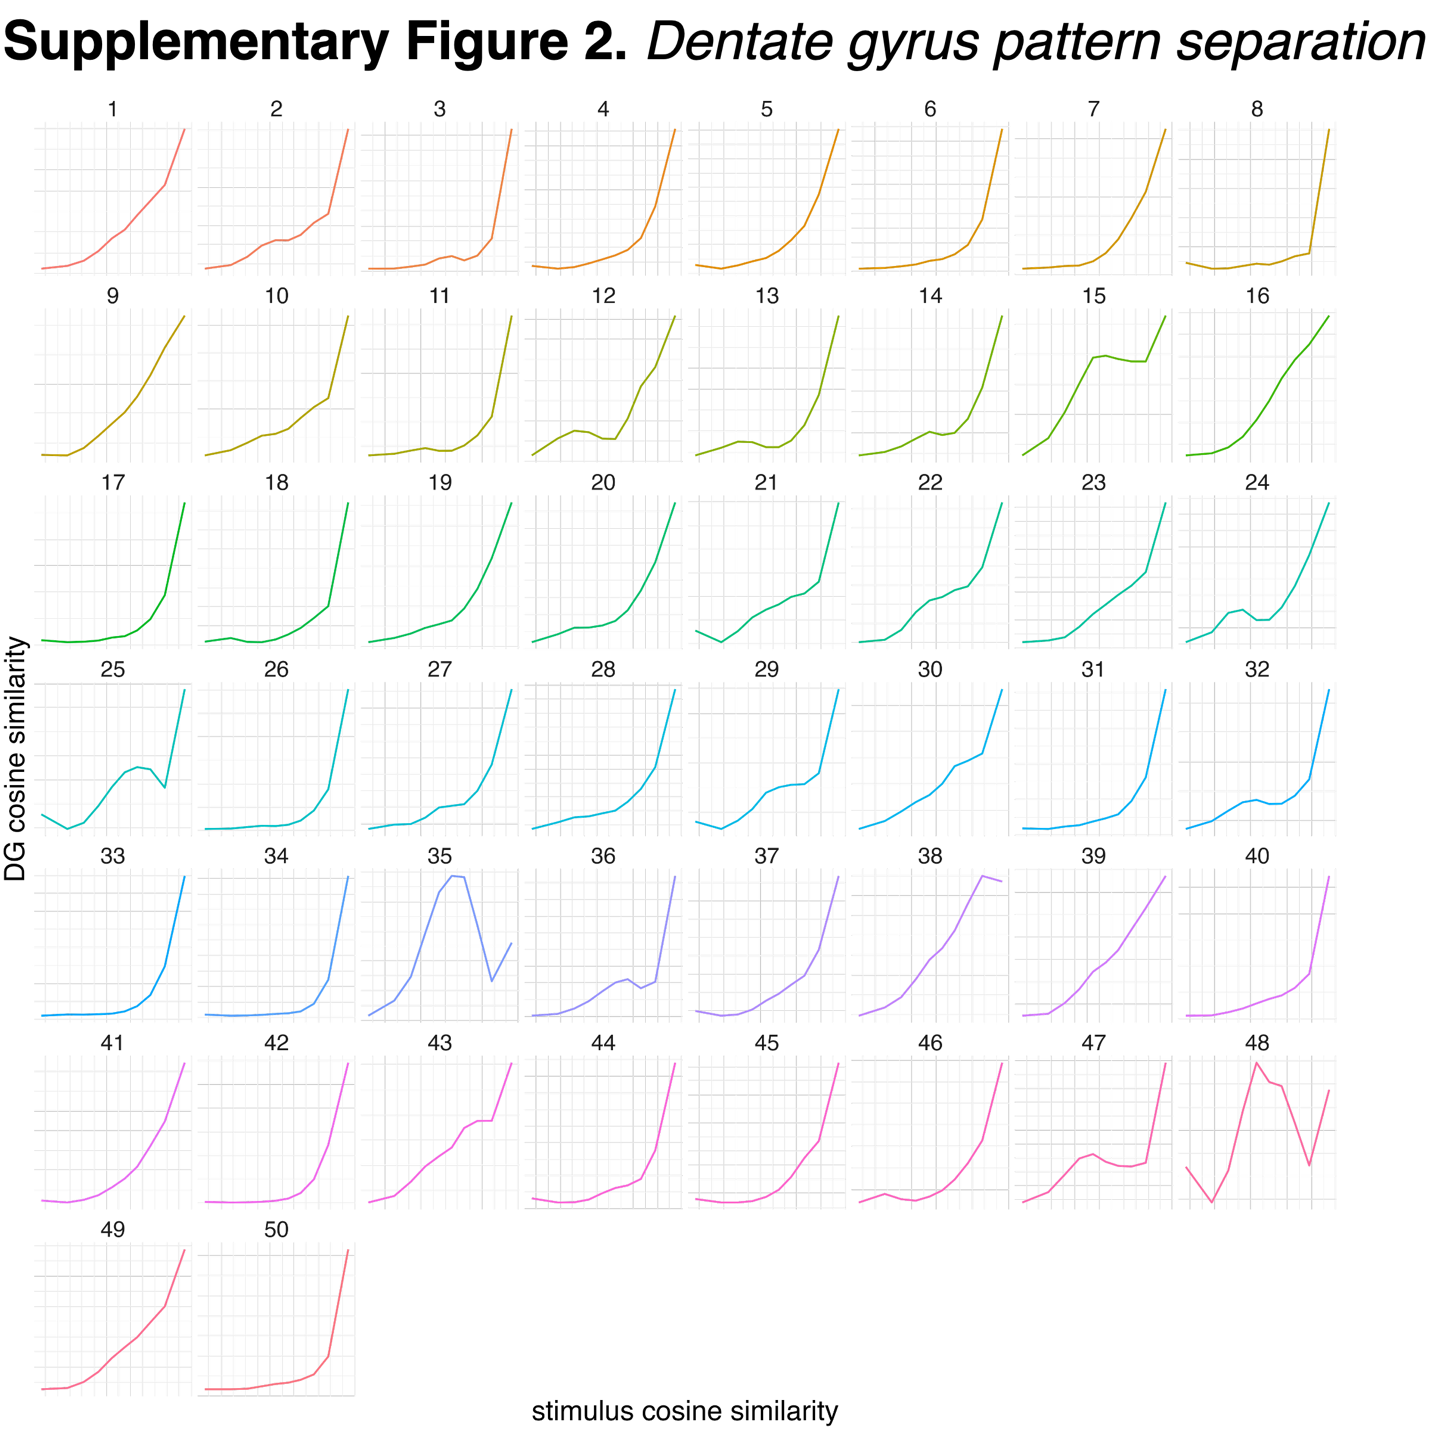 Supplementary Figure 2. Dentate gyrus pattern separation
1 2 3 4 5 6 7 8
9 10 11 12 13 14 15 16
17 18 19 20 21 22 23 24
25 26 27 28 29 30 31 32
33 34 35 36 37 38 39 40
41 42 43 44 45 46 47 48
49 50
DG cosine similarity
stimulus cosine similarity